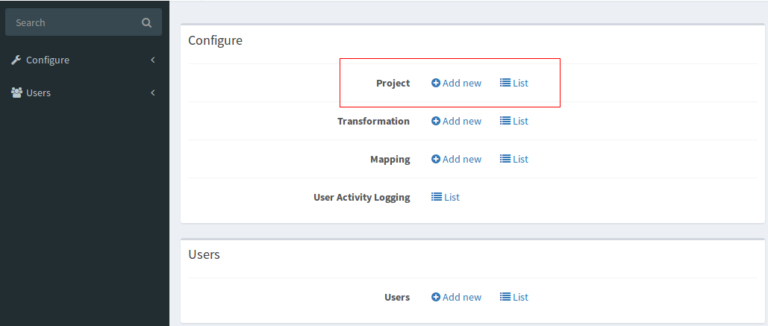 Search
Configure
Users
Configure
Project Add new List
Transformation Add new List
Mapping Add new List
User Activity Logging List
Users
Users Add new List